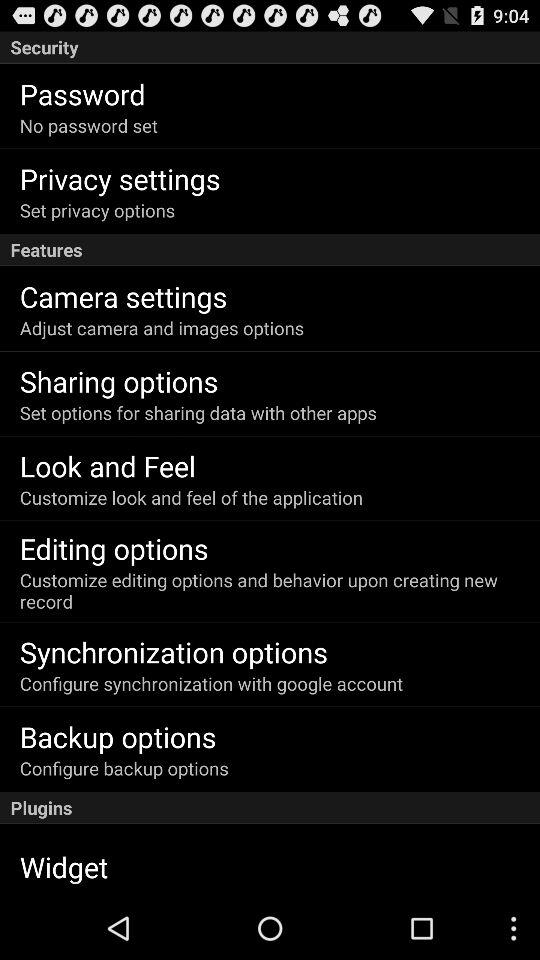 9:04
Security
Password
No password set
Privacy settings
Set privacy options
Features
Camera settings
Adjust camera and images options
Sharing options
Set options for sharing data with other apps
Look and Feel
Customize look and feel of the application
Editing options
Customize editing options and behavior upon creating new
record
Synchronization options
Configure synchronization with google account
Backup options
Configure backup options
Plugins
Widget